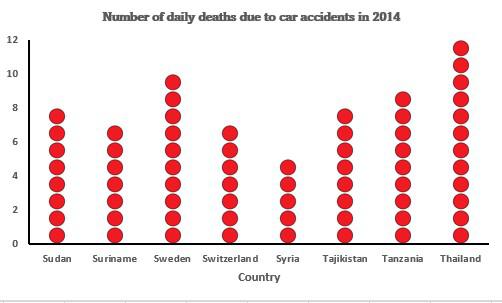 Number of daily deaths due to car accidents in 2014
12
10
8
6
4
2
0
Sudan Suriname Sweden Switzerland Syria Tajikistan Tanzania Thailand
Country